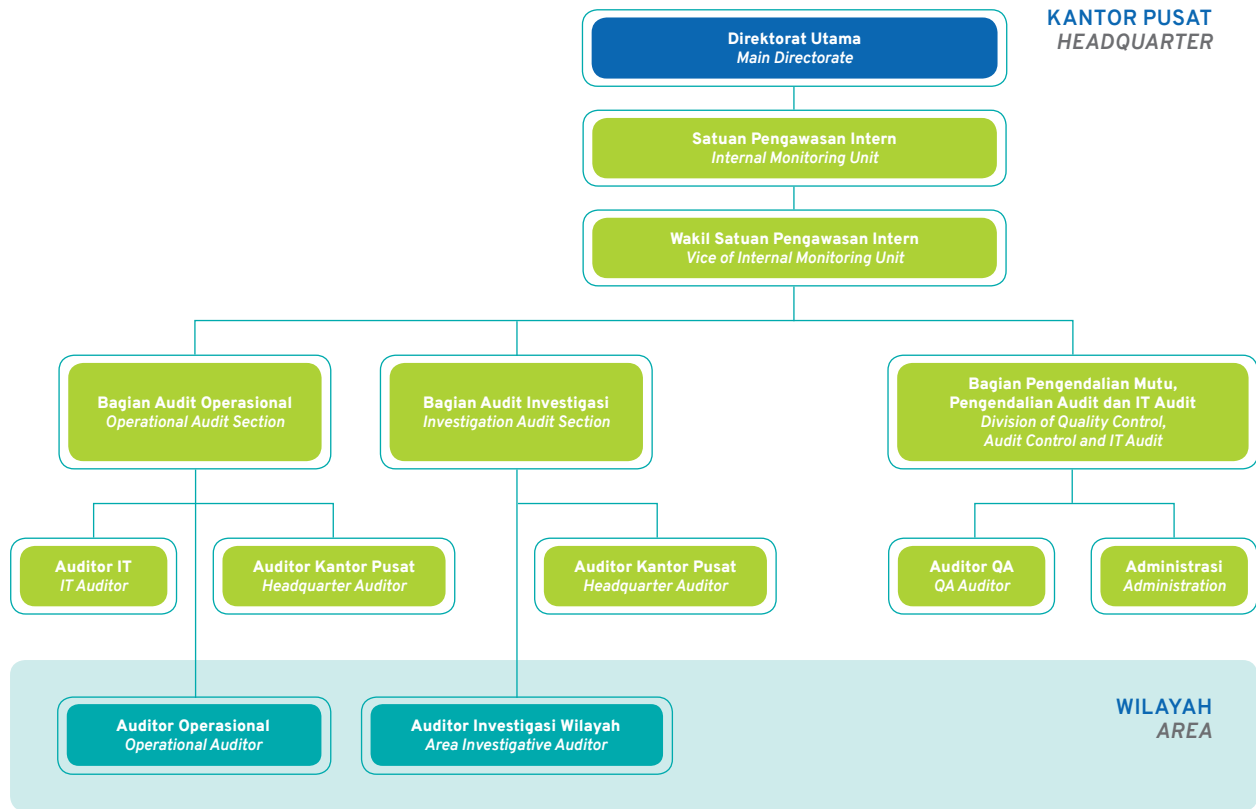 KANTOR PUSAT
HEADQUARTER
Direktorat Utama
Main Directorate
Satuan Pengawasan Intern
Internal Monitoring Unit
Wakil Satuan Pengawasan Intern
Vice of Internal Monitoring Unit
Bagian Audit Operasional
Operational Audit Section
Bagian Audit Investigasi
Investigation Audit Section
Bagian Pengendalian Mutu,
Pengendalian Audit dan IT Audit
Division of Quality Control,
Audit Control and IT Audit
Auditor IT
IT Auditor
Auditor Kantor Pusat
Headquarter Auditor
Auditor Kantor Pusat
Headquarter Auditor
Auditor QA
QA Auditor
Administrasi
Administration
Auditor Operasional
Operational Auditor
Auditor Investigasi Wilayah
Area Investigative Auditor
WILAYAH
AREA